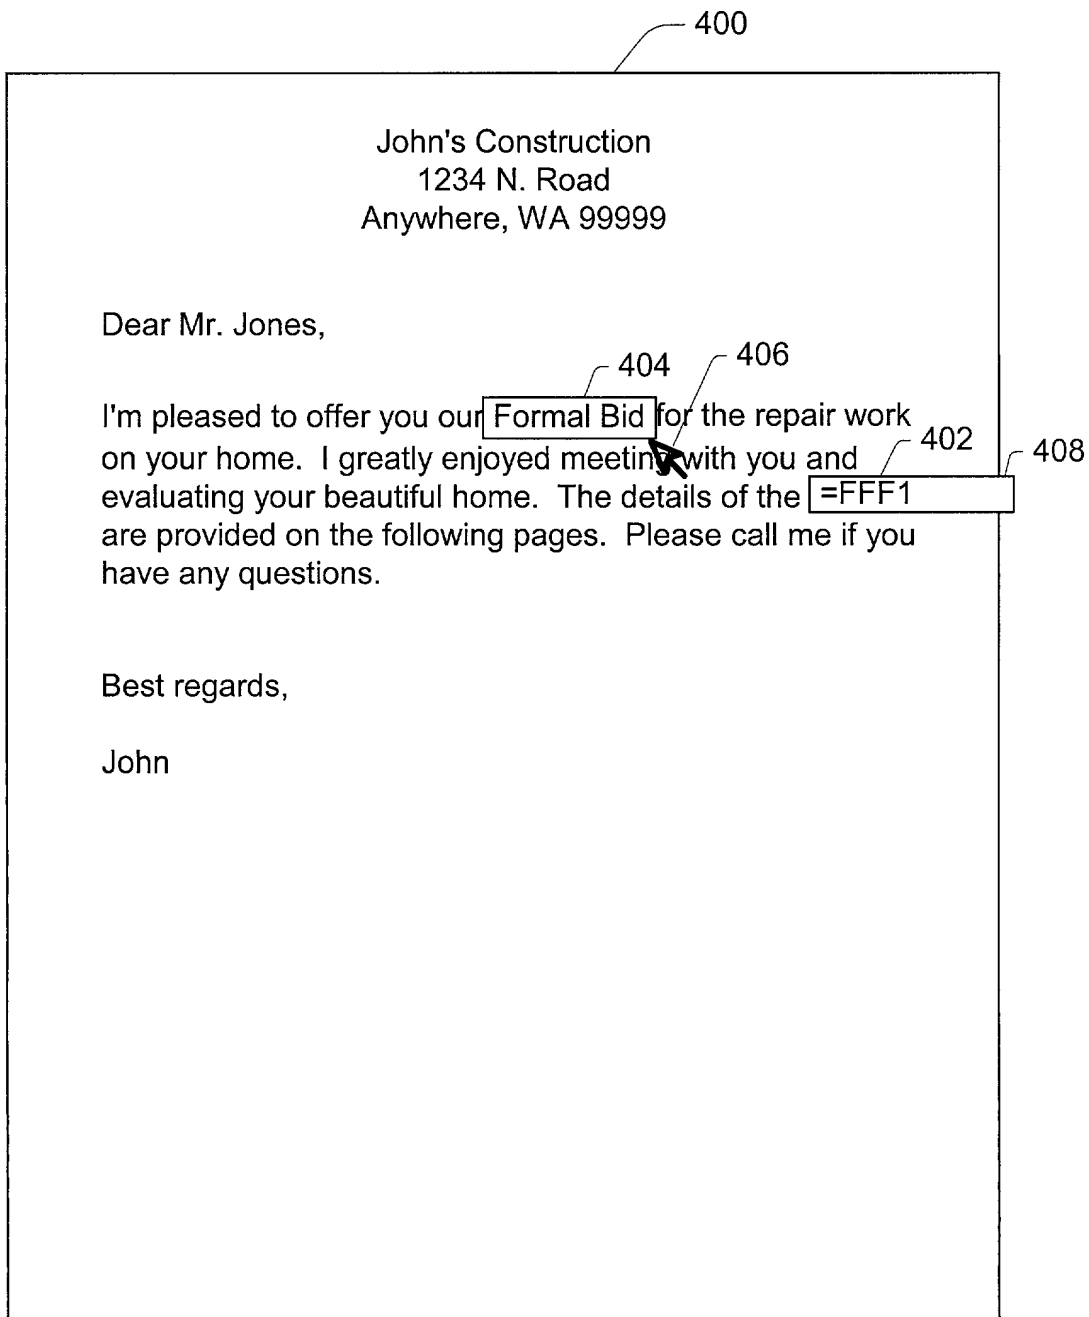 400
John's Construction
1234 N. Road
Anywhere, WA 99999
Dear Mr. Jones,
404
406
I'm pleased to offer you our Formal Bid for the repair work
402
408
on your home.  I greatly enjoyed meeting with you and
evaluating your beautiful home.  The details of the =FFF1
are provided on the following pages.  Please call me if you
have any questions.
Best regards,
John